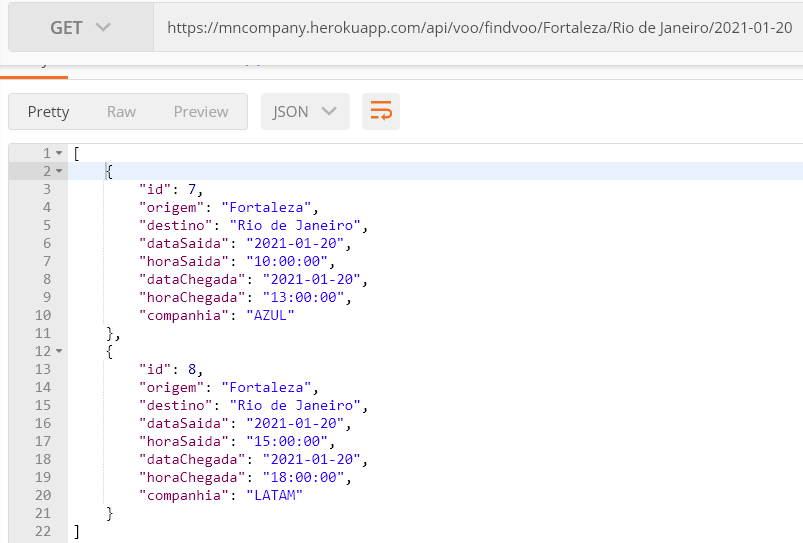 GET https://mncompany.herokuapp.com/api/voo/findvoo/Fortaleza/Rio de Janeiro/2021-01-20
Pretty Raw Preview JSON
1 [
2 {
3 "id": 7,
4 "origem": "Fortaleza",
5 "destino": "Rio de Janeiro",
6 "dataSaida": "2021-01-20",
7 "horaSaida": "10:00:00",
8 "dataChegada": "2021-01-20",
9 "horaChegada": "13:00:00",
10 "companhia": "AZUL"
11 },
12 {
13 "id": 8,
14 "origem": "Fortaleza",
15 "destino": "Rio de Janeiro",
16 "dataSaida": "2021-01-20",
17 "horaSaida": "15:00:00",
18 "dataChegada": "2021-01-20",
19 "horaChegada": "18:00:00",
20 "companhia": "LATAM"
21 }
22 ]